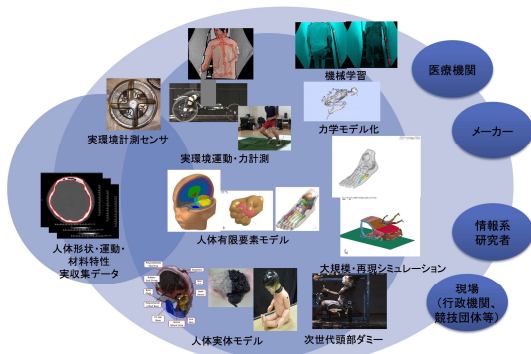 機械学習
医療機関
実環境計測センサ
力学モデル化
メーカー
実環境運動・力計測
人体形状・運動・
材料特性
実収集データ
人体有限要素モデル
大規模・再現シミュレーション
情報系
研究者
現場
(行政機関、
競技団体等)
人体実体モデル
次世代頭部ダミー